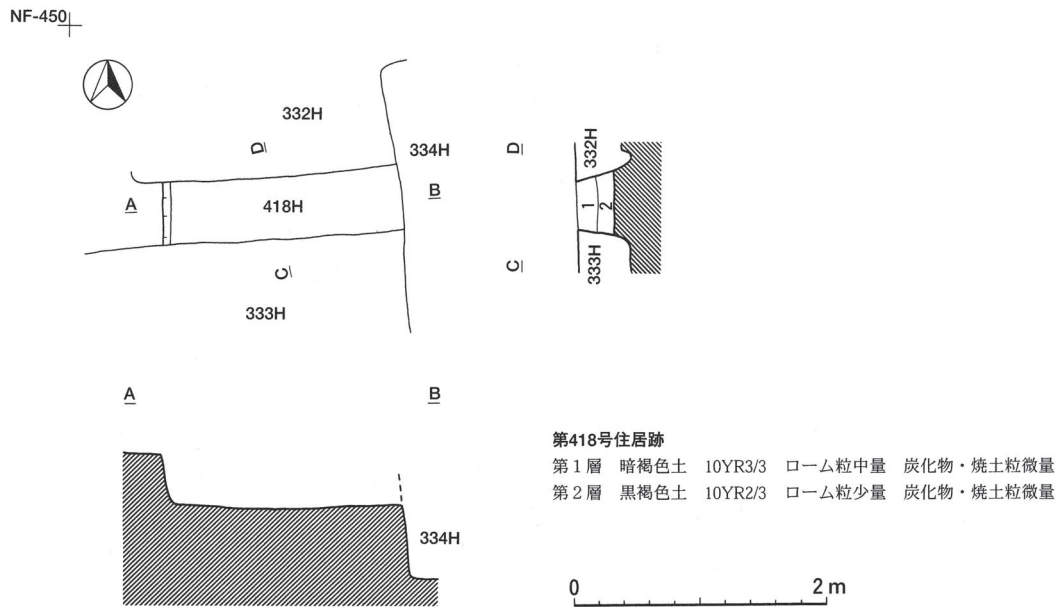 NF-450
332H
D
334H
A
B
418H
C
333H
D
332H
1
2
C
333H
A
B
334H
第418号住居跡
第1層　暗褐色土　10YR3/3　ローム粒中量　炭化物・焼土粒微量
第2層　黒褐色土　10YR2/3　ローム粒少量　炭化物・焼土粒微量
0
2 m